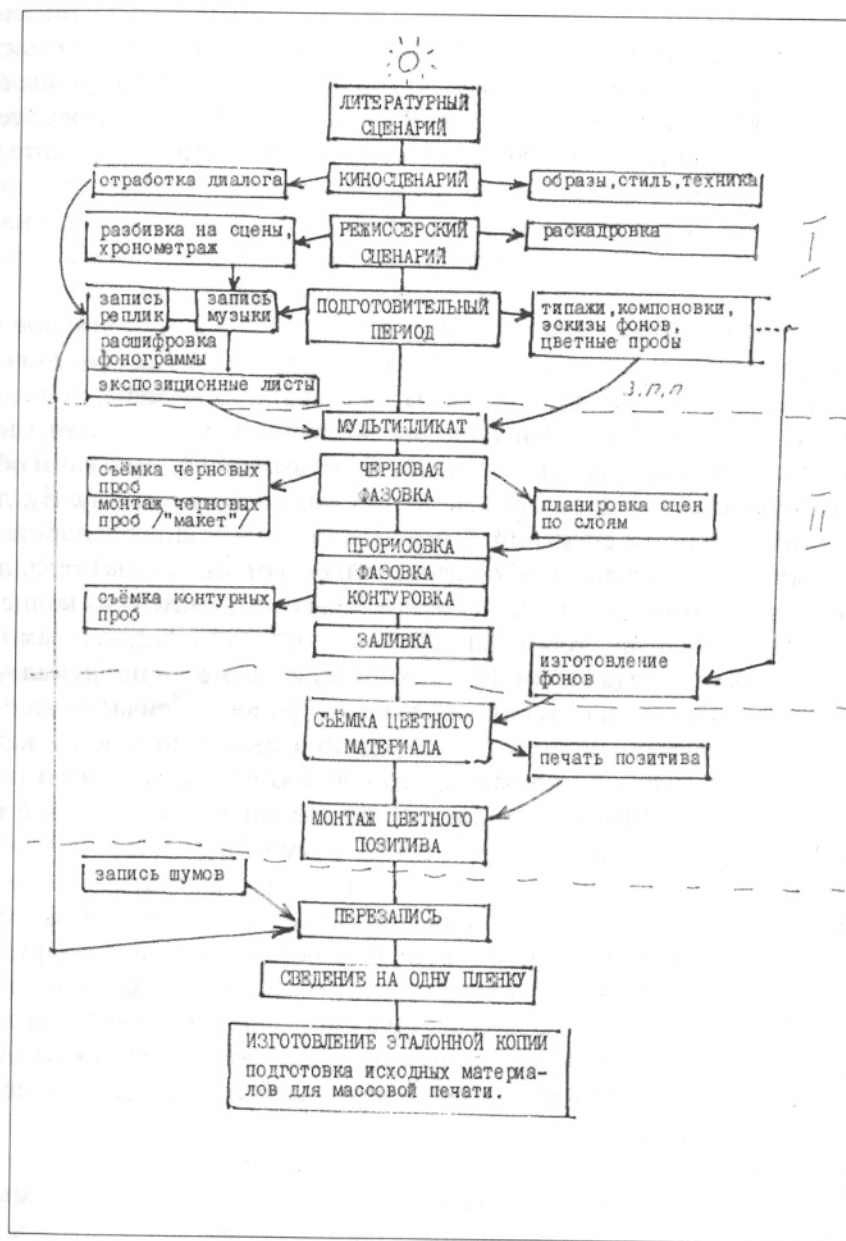 ЛИТЕРАТУРНЫЙ
СЦЕНАРИЙ
отработка диалога
КИНОСЦЕНАРИЙ
образы, стиль, техника
разбивка на сцены,
хронометраж
РЕЖИССЕРСКИЙ
СЦЕНАРИЙ
раскадровка
I
запись
реплик
запись
музыки
ПОДГОТОВИТЕЛЬНЫЙ
ПЕРИОД
типажи, компоновки,
эскизы фонов,
цветные пробы
расшифровка
фонограммы
экспозиционные листы
З.п.п
МУЛЬТИПЛИКАТ
съёмка черновых
проб
монтаж черновых
проб /"макет"/
ЧЕРНОВАЯ
ФАЗОВКА
планировка сцен
по слоям
II
ПРОРИСОВКА
ФАЗОВКА
КОНТУРОВКА
съёмка контурных
проб
ЗАЛИВКА
изготовление
фонов
СЪЁМКА ЦВЕТНОГО
МАТЕРИАЛА
печать позитива
МОНТАЖ ЦВЕТНОГО
ПОЗИТИВА
запись шумов
ПЕРЕЗАПИСЬ
СВЕДЕНИЕ НА ОДНУ ПЛЕНКУ
ИЗГОТОВЛЕНИЕ ЭТАЛОННОЙ КОПИИ
подготовка исходных материа-
лов для массовой печати.